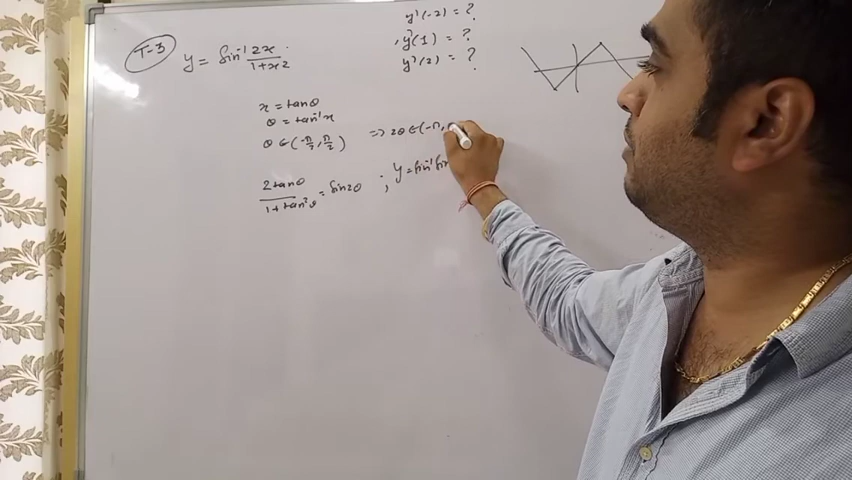 T-3
y = sin⁻¹ 2x / 1+x2
y'(-2) = ?
, y'(1) = ?
y'(2) = ?
x = tanθ
θ = tan⁻¹x
θ ∈ (-π/2, π/2) => 2θ ∈ (-π,
2tanθ / 1+tan²θ = sin2θ ; y = sin⁻¹ sin